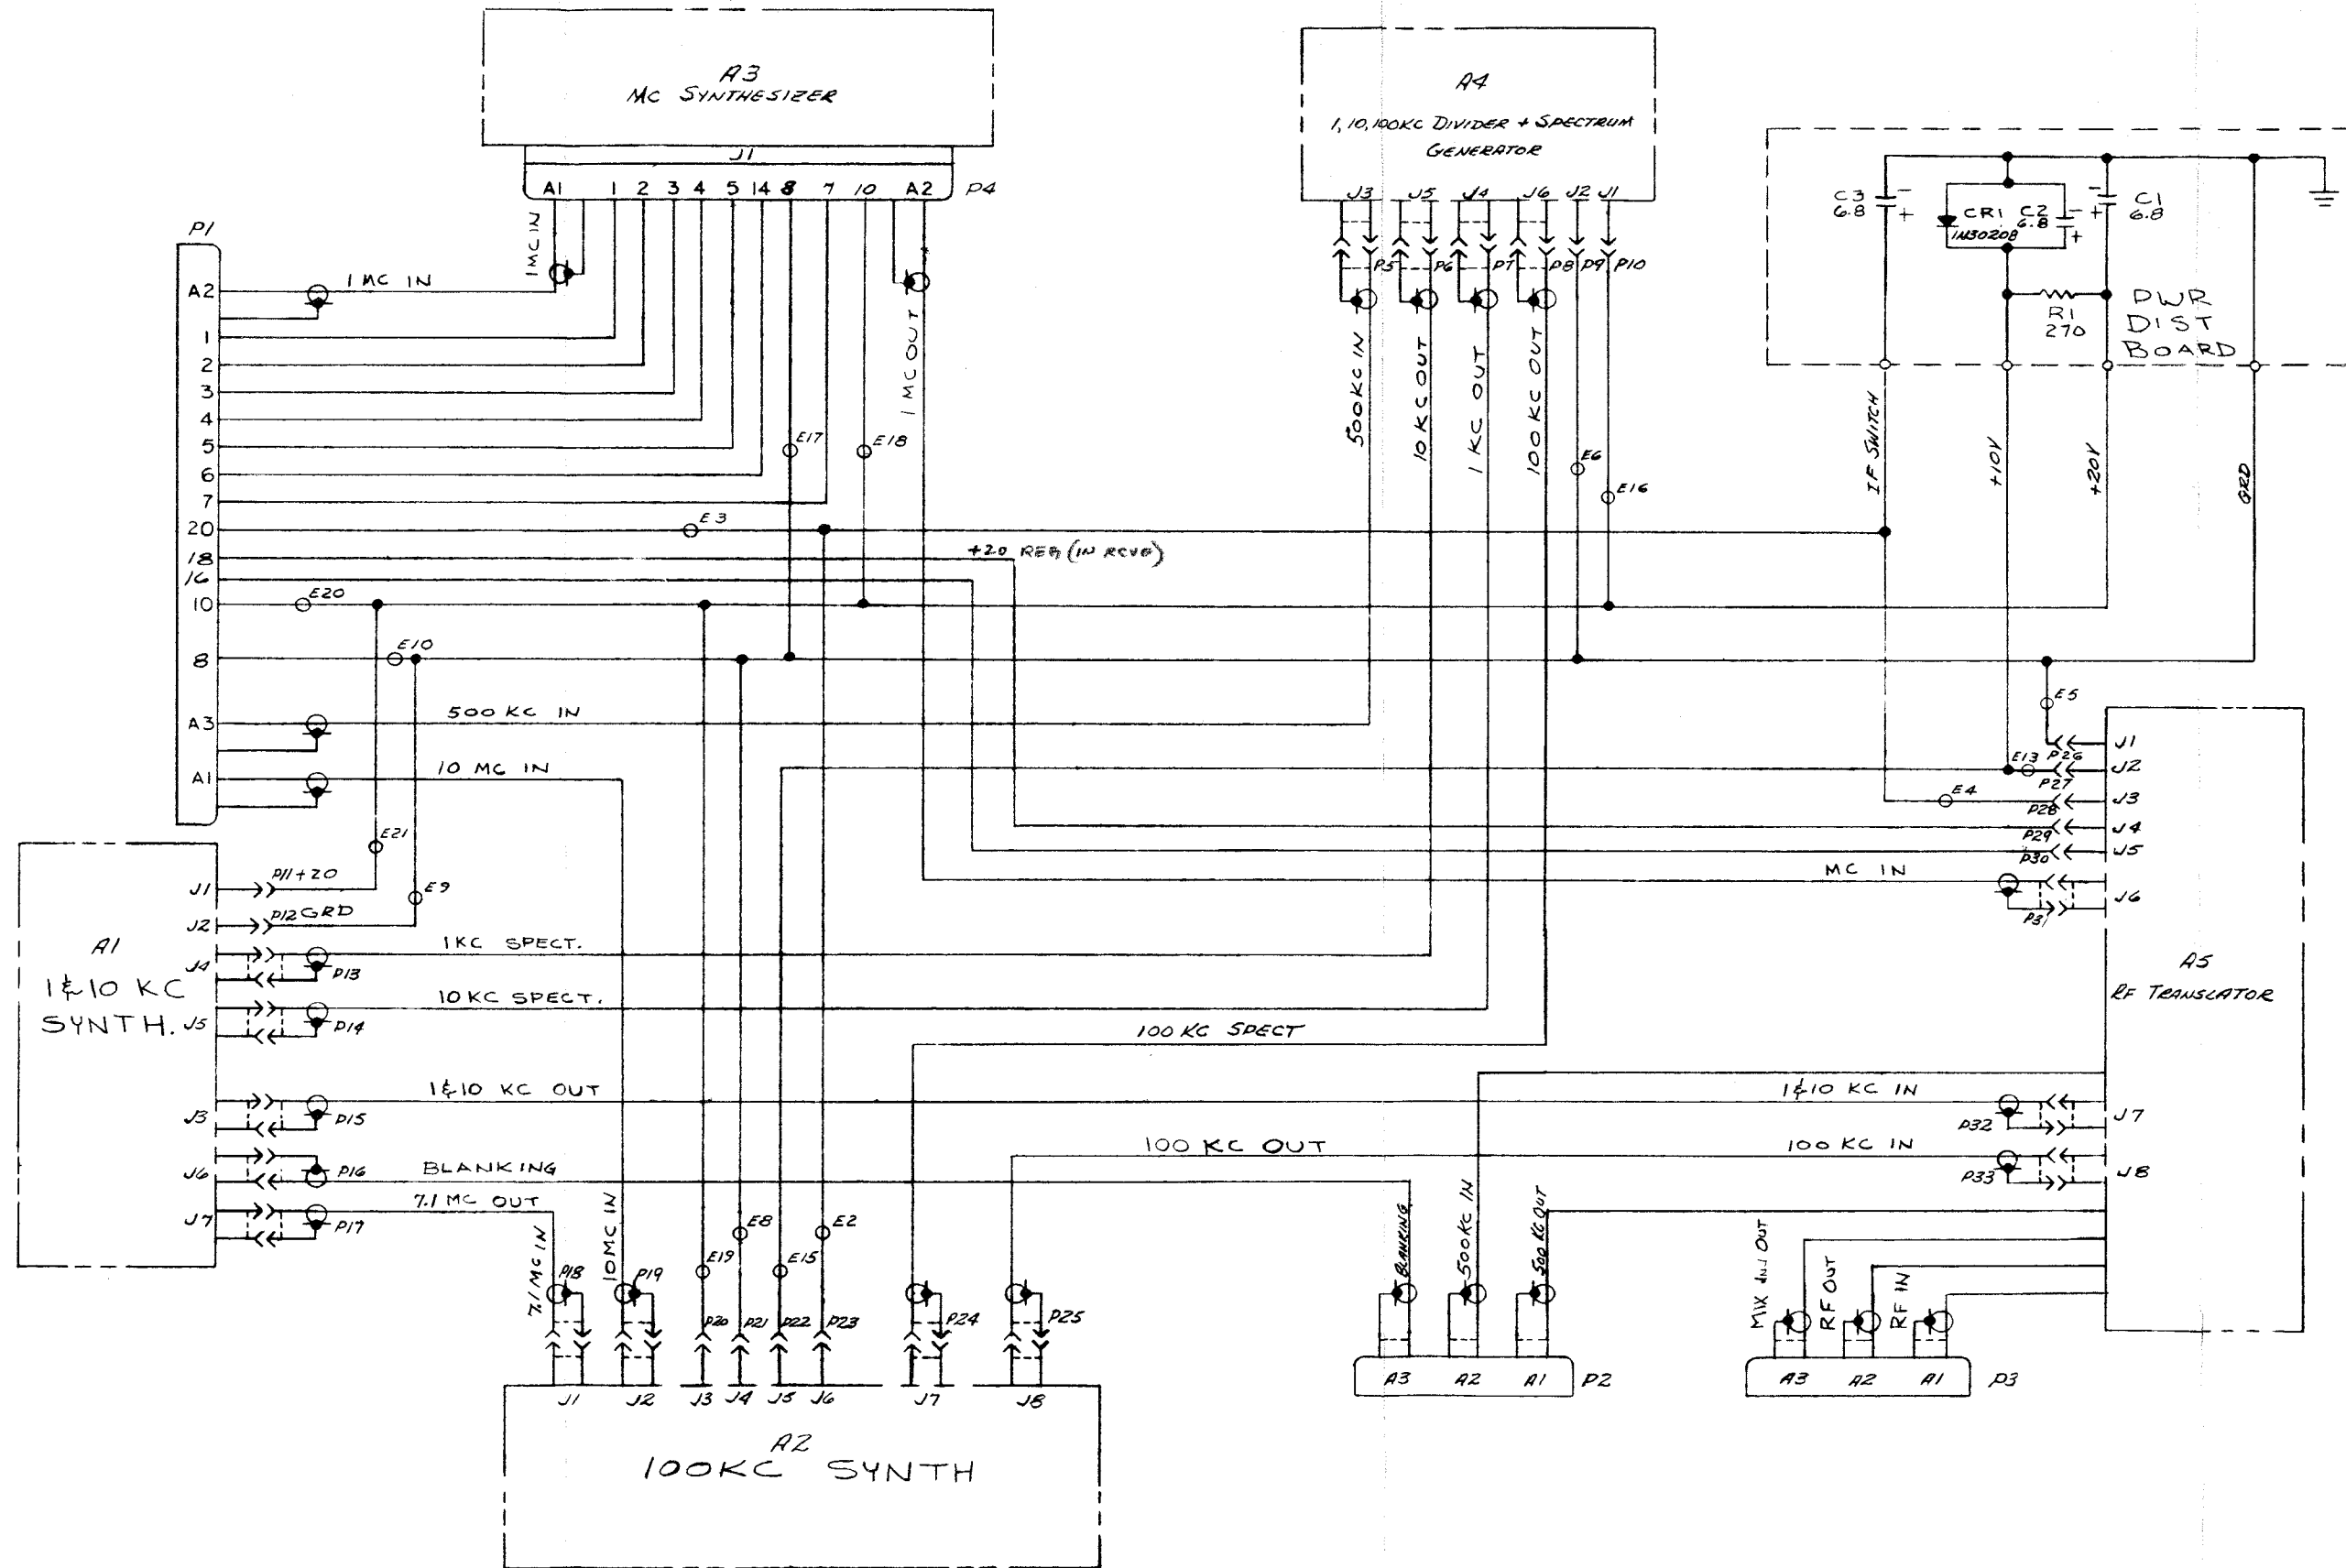 A3
MC SYNTHESIZER
J1
A1 1 2 3 4 5 14 8 7 10 A2 P4
1 MC IN
1 MC OUT
E17
E18
A4
1, 10, 100KC DIVIDER + SPECTRUM
GENERATOR
J3 J5 J4 J6 J2 J1
P5 P6 P7 P8 P9 P10
500KC IN
10 KC OUT
1 KC OUT
100 KC OUT
E6
E16
C3
6.8
- +
CR1
1N3020B
C2
6.8
- +
C1
6.8
- +
R1
270
PWR
DIST
BOARD
IF SWITCH
+10V
+20V
GRD
P1
A2
1 MC IN
1
2
3
4
5
6
7
20
E3
18
+20 REG (IN RCVE)
16
10
E20
8
E10
A3
500 KC IN
A1
10 MC IN
E21
E9
A1
1 & 10 KC
SYNTH.
J1 P11 +20
J2 P12 GRD
J4 P13 1KC SPECT.
J5 P14 10 KC SPECT.
100 KC SPECT
J3 P15 1 & 10 KC OUT
J6 P16 BLANKING
J7 P17 7.1 MC OUT
E5
P26 J1
E13 P27 J2
E4 P28 J3
P29 J4
P30 J5
MC IN P31 J6
A5
RF TRANSLATOR
1 & 10 KC IN P32 J7
100 KC OUT
100 KC IN P33 J8
7.1 MC IN
P18
10 MC IN
P19
E19
E8
E15
E2
P20 P21 P22 P23 P24 P25
J1 J2 J3 J4 J5 J6 J7 J8
A2
100KC SYNTH
BLANKING
500KC IN
500 KC OUT
A3 A2 A1 P2
RF OUT
RF IN
A3 A2 A1 P3